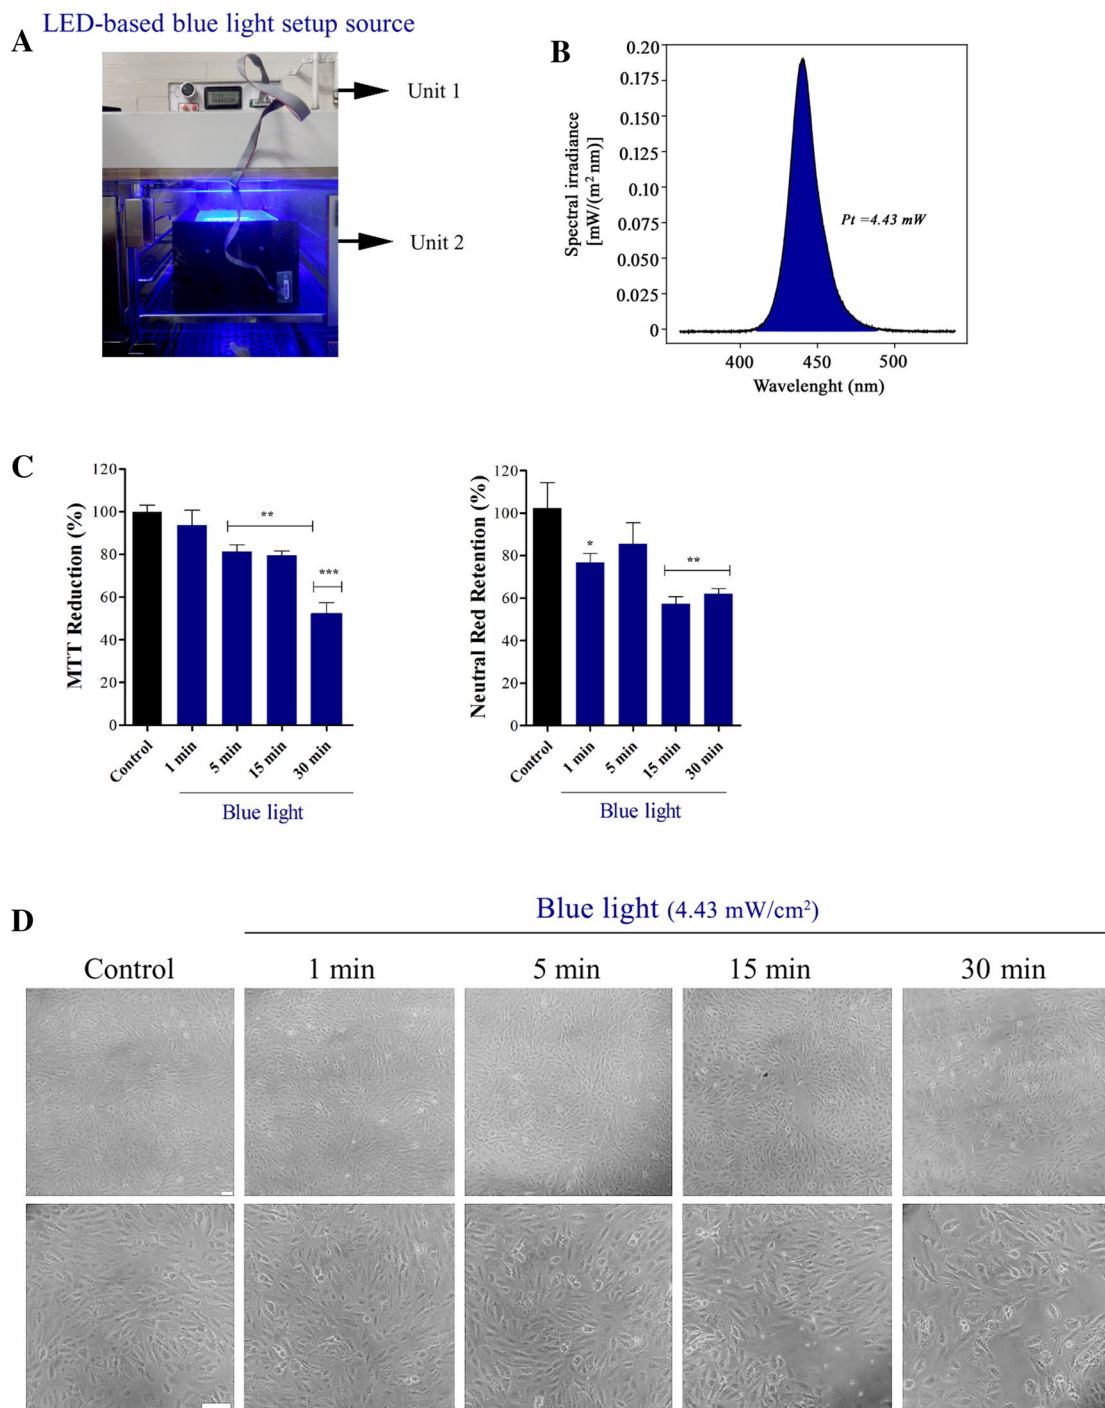 LED-based blue light setup source
A
Unit 1
Unit 2
B
0.20
0.175
0.150
0.125
0.10
0.075
0.050
0.025
0
Spectral irradiance
[mW/(m² nm)]
Pt =4.43 mW
400 450 500
Wavelenght (nm)
C
MTT Reduction (%)
120
100
80
60
40
20
0
**
***
Control
1 min
5 min
15 min
30 min
Blue light
Neutral Red Retention (%)
120
100
80
60
40
20
0
*
**
Control
1 min
5 min
15 min
30 min
Blue light
D
Blue light (4.43 mW/cm²)
Control 1 min 5 min 15 min 30 min